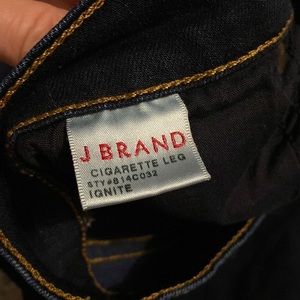 J BRAND
CIGARETTE LEG
STY#814C032
IGNITE